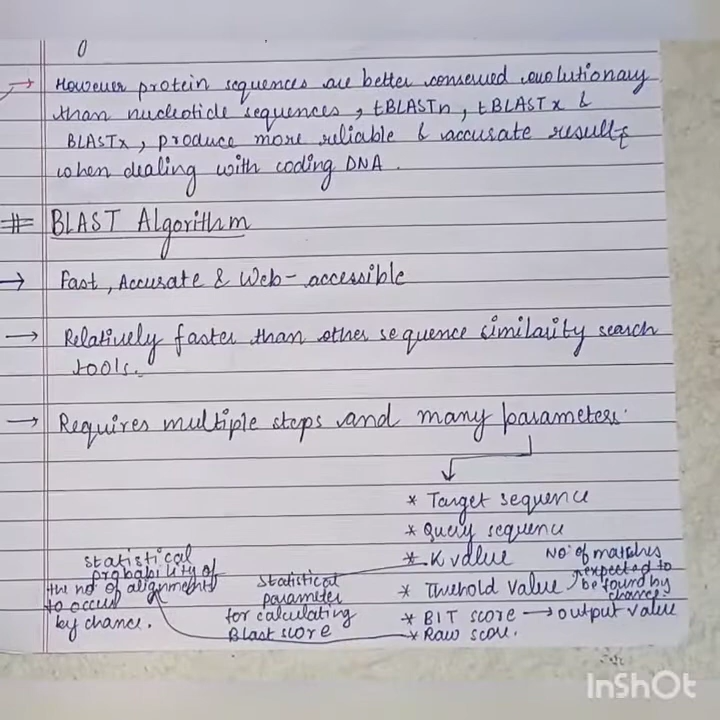 → However protein sequences are better conserved evolutionary
than nucleotide sequences, tBLASTn, tBLASTx &
BLASTx, produce more reliable & accurate results
when dealing with coding DNA.
# BLAST Algorithm
→ Fast, Accurate & Web-accessible
→ Relatively faster than other sequence similarity search
tools.
→ Requires multiple steps and many parameters.
* Target sequence
* Query sequence
* K value
* Threshold value
* BIT score → output value
* Raw score.
No. of matches
expected to
be found by
chance.
Statistical
parameter
for calculating
Blast score
Statistical
probability of
the no. of alignments
to occur
by chance.
InShOt